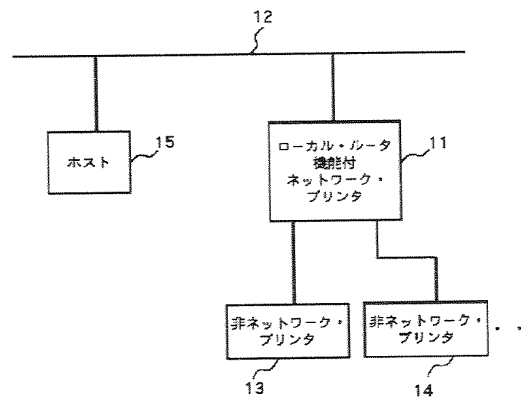 12
ホスト
15
ローカル・ルータ
機能付
ネットワーク・
プリンタ
11
非ネットワーク・
プリンタ
13
非ネットワーク・
プリンタ
14
・・